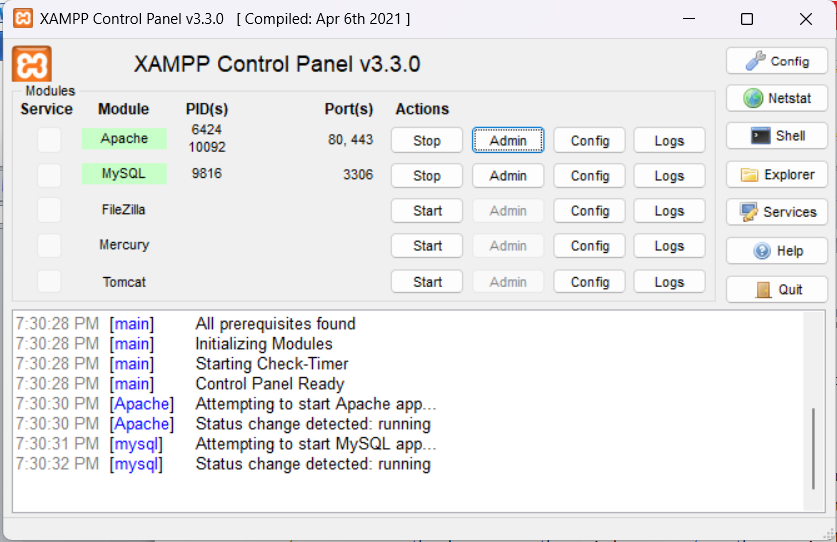 XAMPP Control Panel v3.3.0 [ Compiled: Apr 6th 2021 ]
XAMPP Control Panel v3.3.0
Config
Modules
Service Module PID(s) Port(s) Actions
Netstat
Apache 6424 10092 80, 443 Stop Admin Config Logs
Shell
MySQL 9816 3306 Stop Admin Config Logs
Explorer
FileZilla Start Admin Config Logs
Services
Mercury Start Admin Config Logs
Help
Tomcat Start Admin Config Logs
Quit
7:30:28 PM [main] All prerequisites found
7:30:28 PM [main] Initializing Modules
7:30:28 PM [main] Starting Check-Timer
7:30:28 PM [main] Control Panel Ready
7:30:30 PM [Apache] Attempting to start Apache app...
7:30:30 PM [Apache] Status change detected: running
7:30:31 PM [mysql] Attempting to start MySQL app...
7:30:32 PM [mysql] Status change detected: running